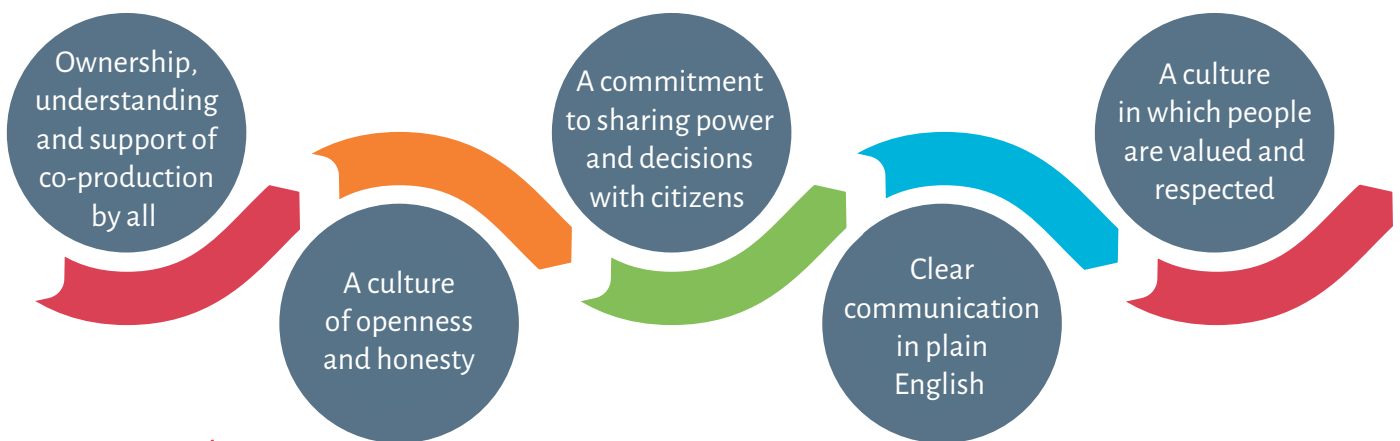 Ownership,
understanding
and support of
co-production
by all
A culture
of openness
and honesty
A commitment
to sharing power
and decisions
with citizens
Clear
communication
in plain
English
A culture
in which people
are valued and
respected